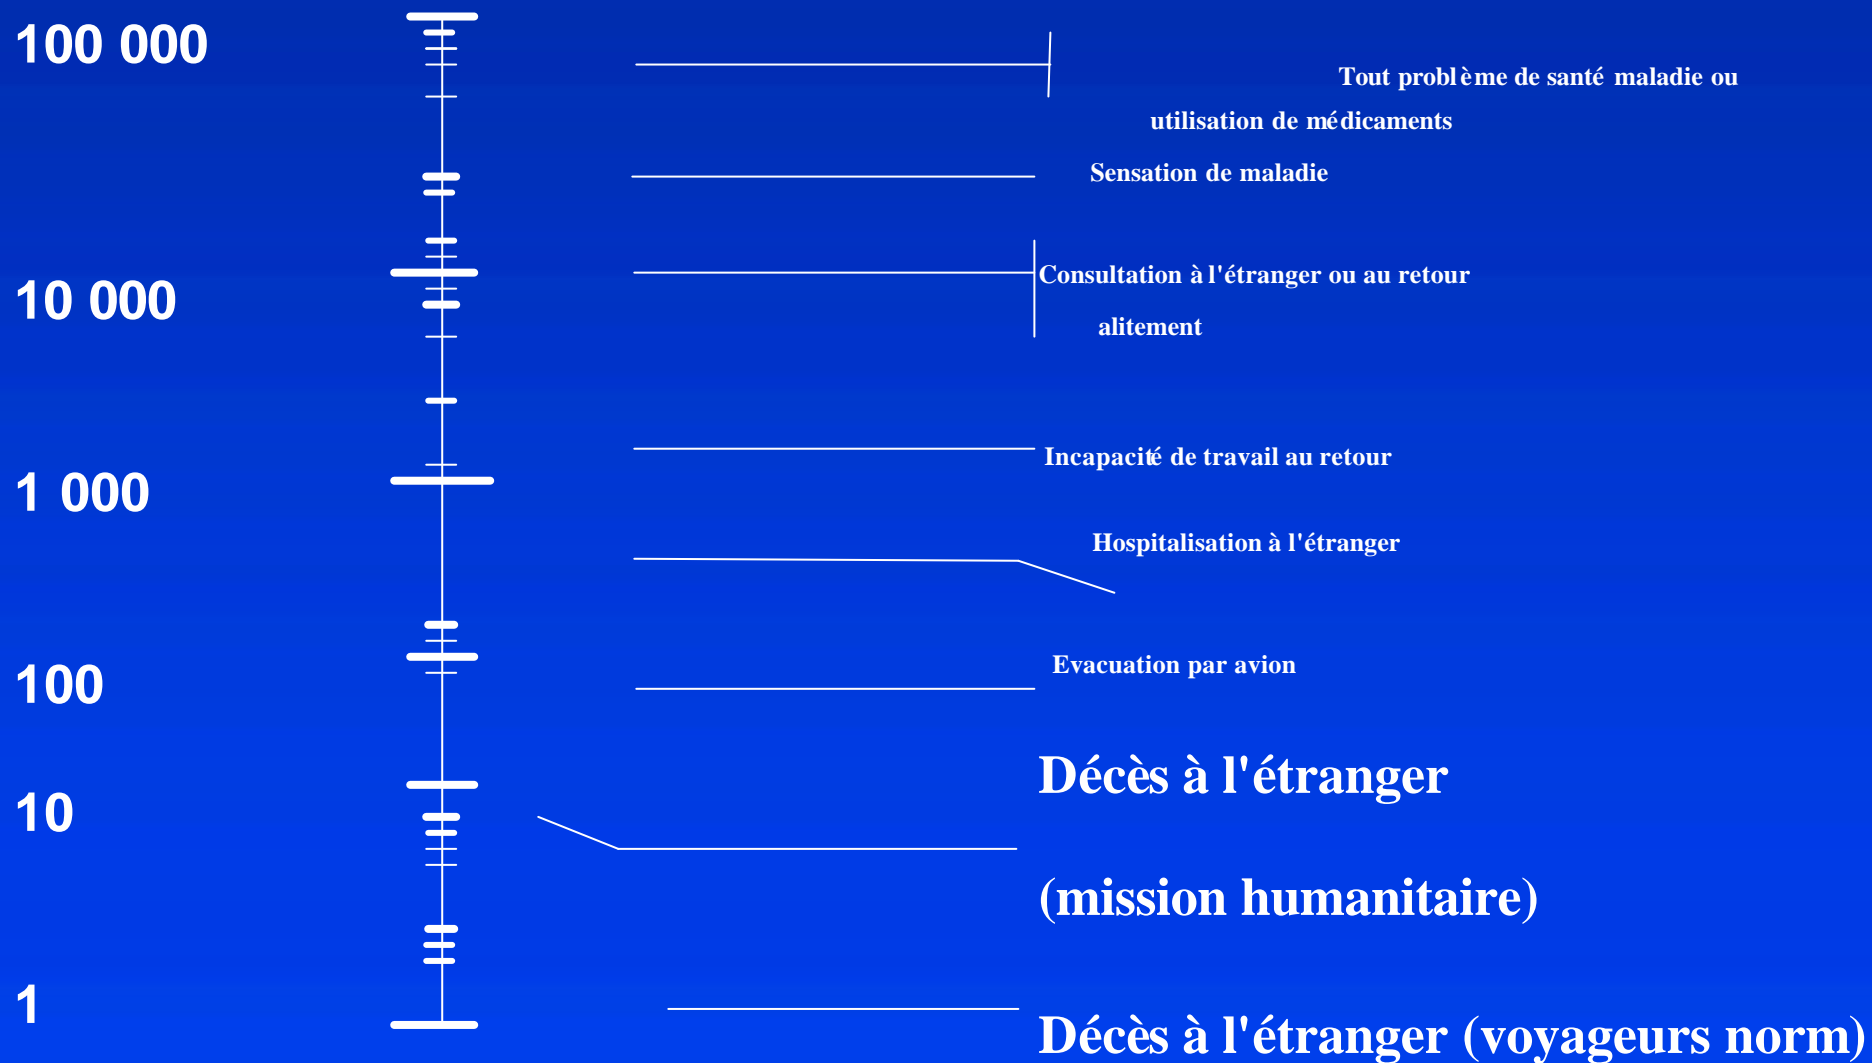 100 000
Tout problème de santé maladie ou
utilisation de médicaments
Sensation de maladie
10 000
Consultation à l'étranger ou au retour
alitement
Incapacité de travail au retour
1 000
Hospitalisation à l'étranger
100
Evacuation par avion
Décès à l'étranger
10
(mission humanitaire)
1
Décès à l'étranger (voyageurs norm)